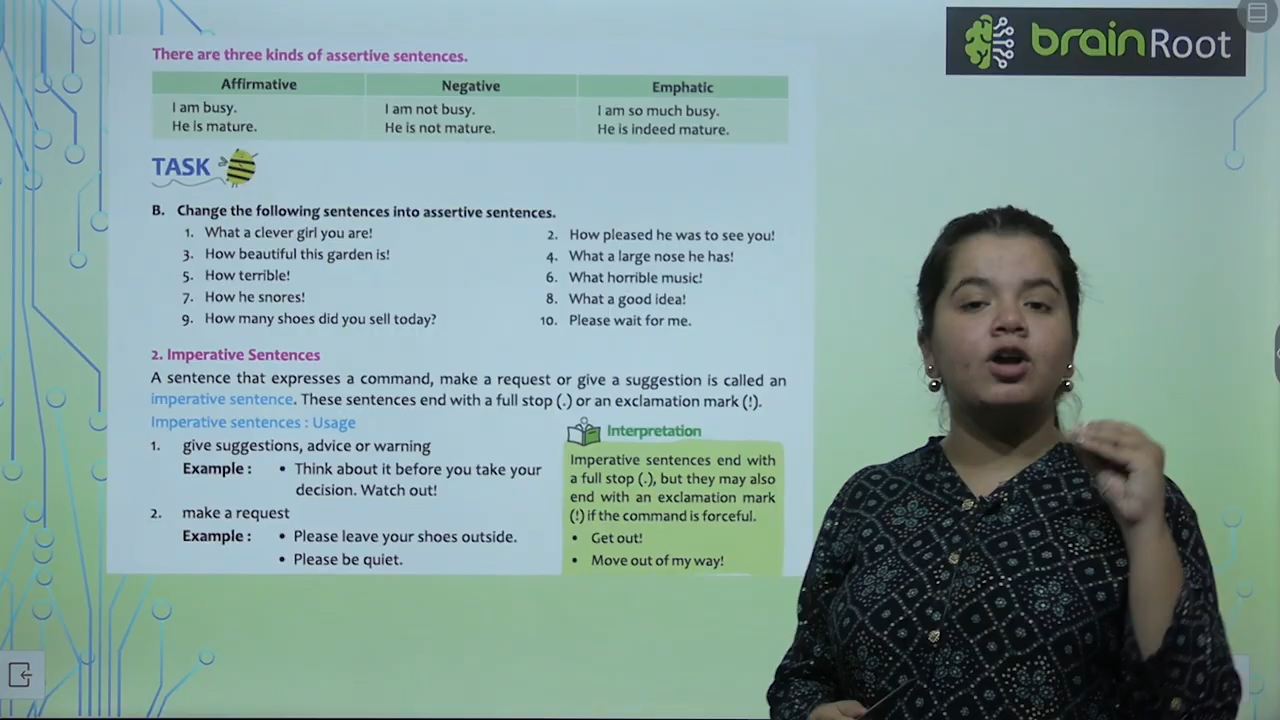 brainRoot
There are three kinds of assertive sentences.
Affirmative Negative Emphatic
I am busy. I am not busy. I am so much busy.
He is mature. He is not mature. He is indeed mature.
TASK
B. Change the following sentences into assertive sentences.
1. What a clever girl you are! 2. How pleased he was to see you!
3. How beautiful this garden is! 4. What a large nose he has!
5. How terrible! 6. What horrible music!
7. How he snores! 8. What a good idea!
9. How many shoes did you sell today? 10. Please wait for me.
2. Imperative Sentences
A sentence that expresses a command, make a request or give a suggestion is called an
imperative sentence. These sentences end with a full stop (.) or an exclamation mark (!).
Imperative sentences : Usage
1. give suggestions, advice or warning
Example : • Think about it before you take your
decision. Watch out!
2. make a request
Example : • Please leave your shoes outside.
• Please be quiet.
Interpretation
Imperative sentences end with
a full stop (.), but they may also
end with an exclamation mark
(!) if the command is forceful.
• Get out!
• Move out of my way!